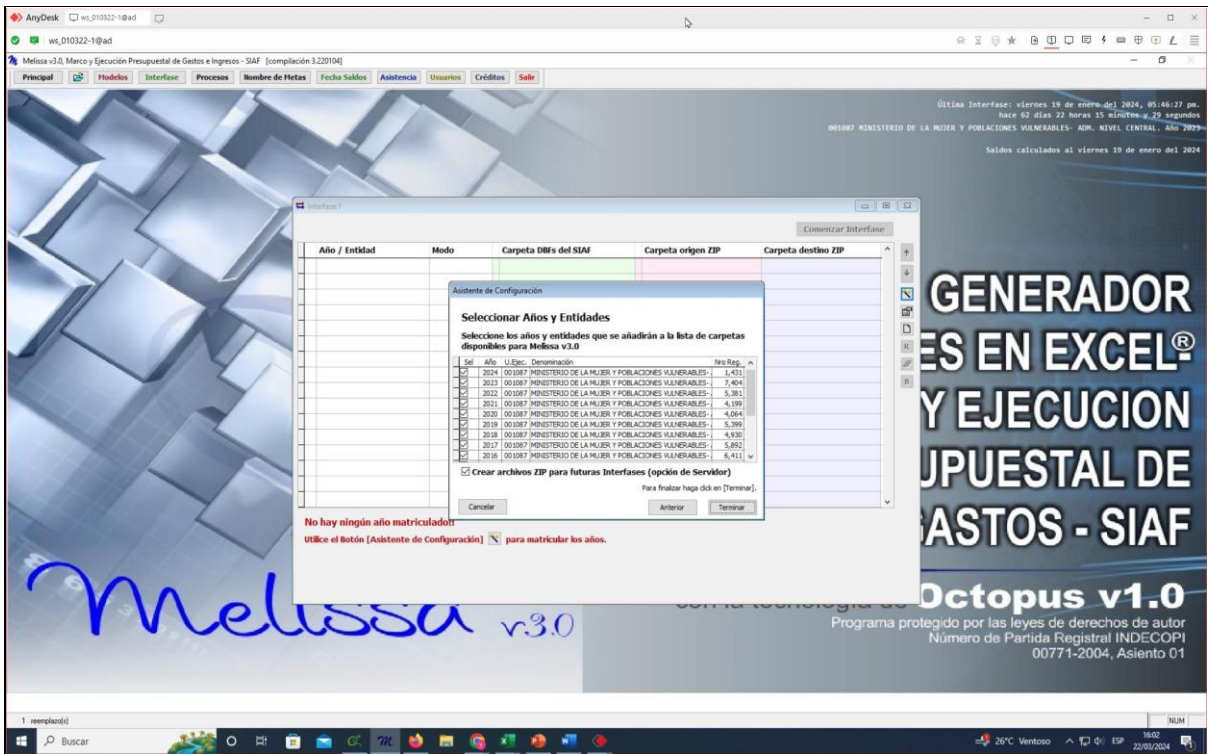 AnyDesk ws_010322-1@ad
ws_010322-1@ad
Melissa v3.0, Marco y Ejecución Presupuestal de Gastos e Ingresos - SIAF [compilación 3.220104]
Principal Modelos Interfase Procesos Nombre de Metas Fecha Saldos Asistencia Usuarios Créditos Salir
Última Interfase: viernes 19 de enero del 2024, 05:46:27 pm.
hace 62 días 22 horas 15 minutos y 29 segundos
001087 MINISTERIO DE LA MUJER Y POBLACIONES VULNERABLES- ADM. NIVEL CENTRAL. Año 2023
Saldos calculados al viernes 19 de enero del 2024
Interfase 1
Comenzar Interfase
Año / Entidad Modo Carpeta DBFs del SIAF Carpeta origen ZIP Carpeta destino ZIP
Asistente de Configuración
Seleccionar Años y Entidades
Seleccione los años y entidades que se añadirán a la lista de carpetas
disponibles para Melissa v3.0
Sel Año U.Ejec. Denominación Nro Reg.
2024 001087 MINISTERIO DE LA MUJER Y POBLACIONES VULNERABLES- 1,431
2023 001087 MINISTERIO DE LA MUJER Y POBLACIONES VULNERABLES- 7,404
2022 001087 MINISTERIO DE LA MUJER Y POBLACIONES VULNERABLES- 5,381
2021 001087 MINISTERIO DE LA MUJER Y POBLACIONES VULNERABLES- 4,199
2020 001087 MINISTERIO DE LA MUJER Y POBLACIONES VULNERABLES- 4,064
2019 001087 MINISTERIO DE LA MUJER Y POBLACIONES VULNERABLES- 5,399
2018 001087 MINISTERIO DE LA MUJER Y POBLACIONES VULNERABLES- 4,930
2017 001087 MINISTERIO DE LA MUJER Y POBLACIONES VULNERABLES- 5,892
2016 001087 MINISTERIO DE LA MUJER Y POBLACIONES VULNERABLES- 6,411
Crear archivos ZIP para futuras Interfases (opción de Servidor)
Para finalizar haga click en [Terminar].
Cancelar Anterior Terminar
R
B
No hay ningún año matriculado!!
Utilice el Botón [Asistente de Configuración] para matricular los años.
GENERADOR
ES EN EXCEL®
Y EJECUCION
UPUESTAL DE
GASTOS - SIAF
Melissa v3.0
con la tecnología de Octopus v1.0
Programa protegido por las leyes de derechos de autor
Número de Partida Registral INDECOPI
00771-2004, Asiento 01
1 reemplazo(s)
NUM
Buscar
26°C Ventoso ESP 16:02
22/03/2024